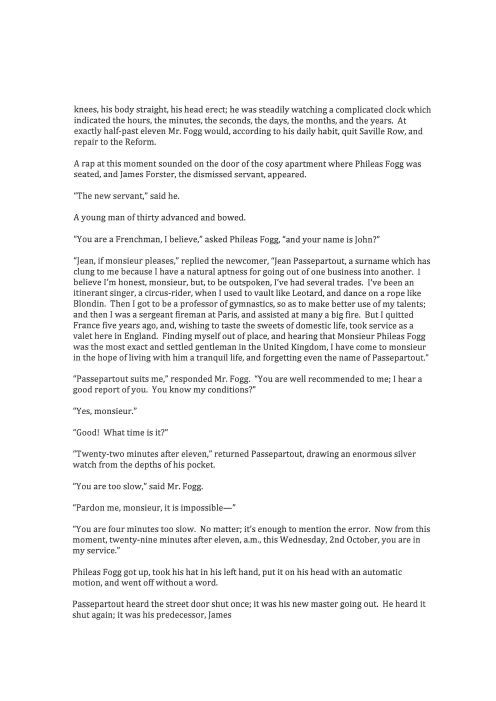 knees, his body straight, his head erect; he was steadily watching a complicated clock which
indicated the hours, the minutes, the seconds, the days, the months, and the years.  At
exactly half-past eleven Mr. Fogg would, according to his daily habit, quit Saville Row, and
repair to the Reform.
A rap at this moment sounded on the door of the cosy apartment where Phileas Fogg was
seated, and James Forster, the dismissed servant, appeared.
“The new servant,” said he.
A young man of thirty advanced and bowed.
“You are a Frenchman, I believe,” asked Phileas Fogg, “and your name is John?”
“Jean, if monsieur pleases,” replied the newcomer, “Jean Passepartout, a surname which has
clung to me because I have a natural aptness for going out of one business into another.  I
believe I’m honest, monsieur, but, to be outspoken, I’ve had several trades.  I’ve been an
itinerant singer, a circus-rider, when I used to vault like Leotard, and dance on a rope like
Blondin.  Then I got to be a professor of gymnastics, so as to make better use of my talents;
and then I was a sergeant fireman at Paris, and assisted at many a big fire.  But I quitted
France five years ago, and, wishing to taste the sweets of domestic life, took service as a
valet here in England.  Finding myself out of place, and hearing that Monsieur Phileas Fogg
was the most exact and settled gentleman in the United Kingdom, I have come to monsieur
in the hope of living with him a tranquil life, and forgetting even the name of Passepartout.”
“Passepartout suits me,” responded Mr. Fogg.  “You are well recommended to me; I hear a
good report of you.  You know my conditions?”
“Yes, monsieur.”
“Good!  What time is it?”
“Twenty-two minutes after eleven,” returned Passepartout, drawing an enormous silver
watch from the depths of his pocket.
“You are too slow,” said Mr. Fogg.
“Pardon me, monsieur, it is impossible—”
“You are four minutes too slow.  No matter; it’s enough to mention the error.  Now from this
moment, twenty-nine minutes after eleven, a.m., this Wednesday, 2nd October, you are in
my service.”
Phileas Fogg got up, took his hat in his left hand, put it on his head with an automatic
motion, and went off without a word.
Passepartout heard the street door shut once; it was his new master going out.  He heard it
shut again; it was his predecessor, James